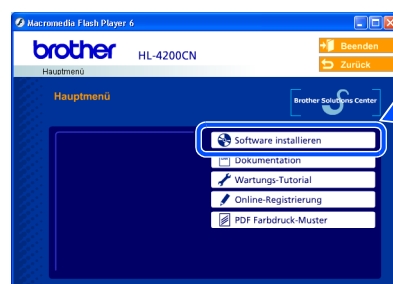 Macromedia Flash Player 6
brother
HL-4200CN
Beenden
Zurück
Hauptmenü
Hauptmenü
Brother Solutions Center
Software installieren
Dokumentation
Wartungs-Tutorial
Online-Registrierung
PDF Farbdruck-Muster